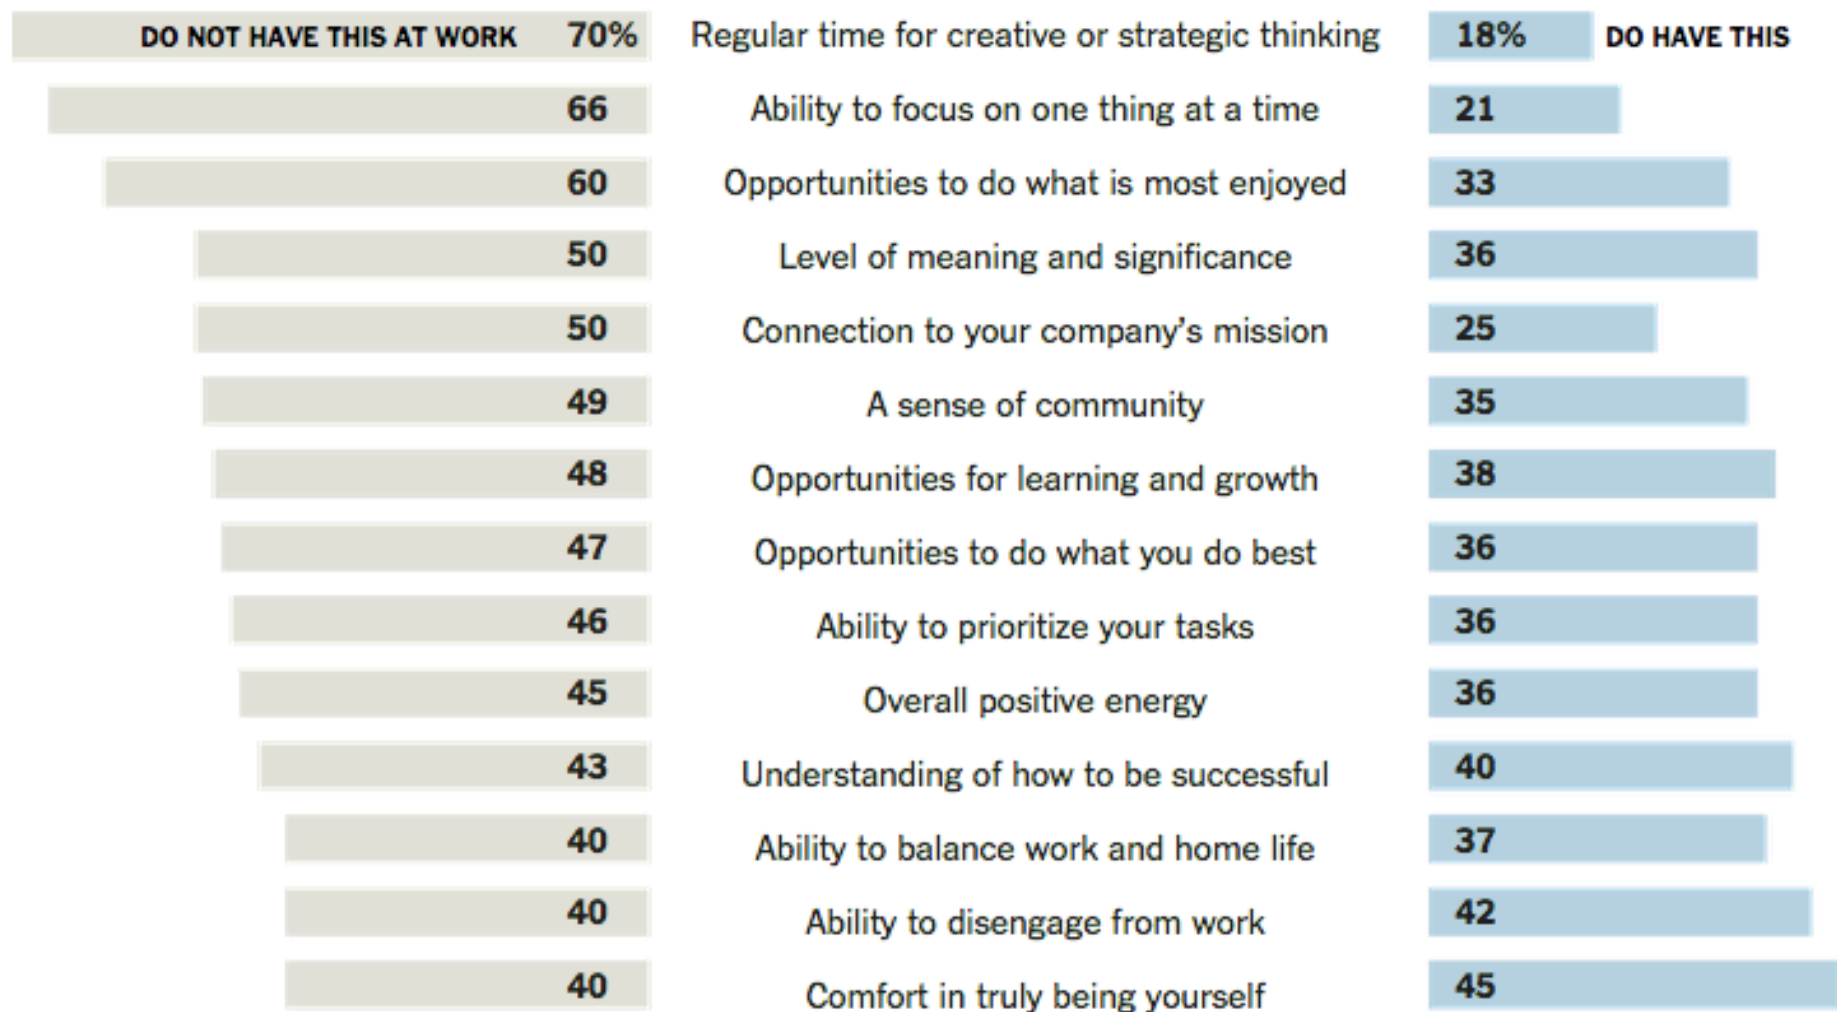 DO NOT HAVE THIS AT WORK 70% Regular time for creative or strategic thinking 18% DO HAVE THIS
66 Ability to focus on one thing at a time 21
60 Opportunities to do what is most enjoyed 33
50 Level of meaning and significance 36
50 Connection to your company’s mission 25
49 A sense of community 35
48 Opportunities for learning and growth 38
47 Opportunities to do what you do best 36
46 Ability to prioritize your tasks 36
45 Overall positive energy 36
43 Understanding of how to be successful 40
40 Ability to balance work and home life 37
40 Ability to disengage from work 42
40 Comfort in truly being yourself 45